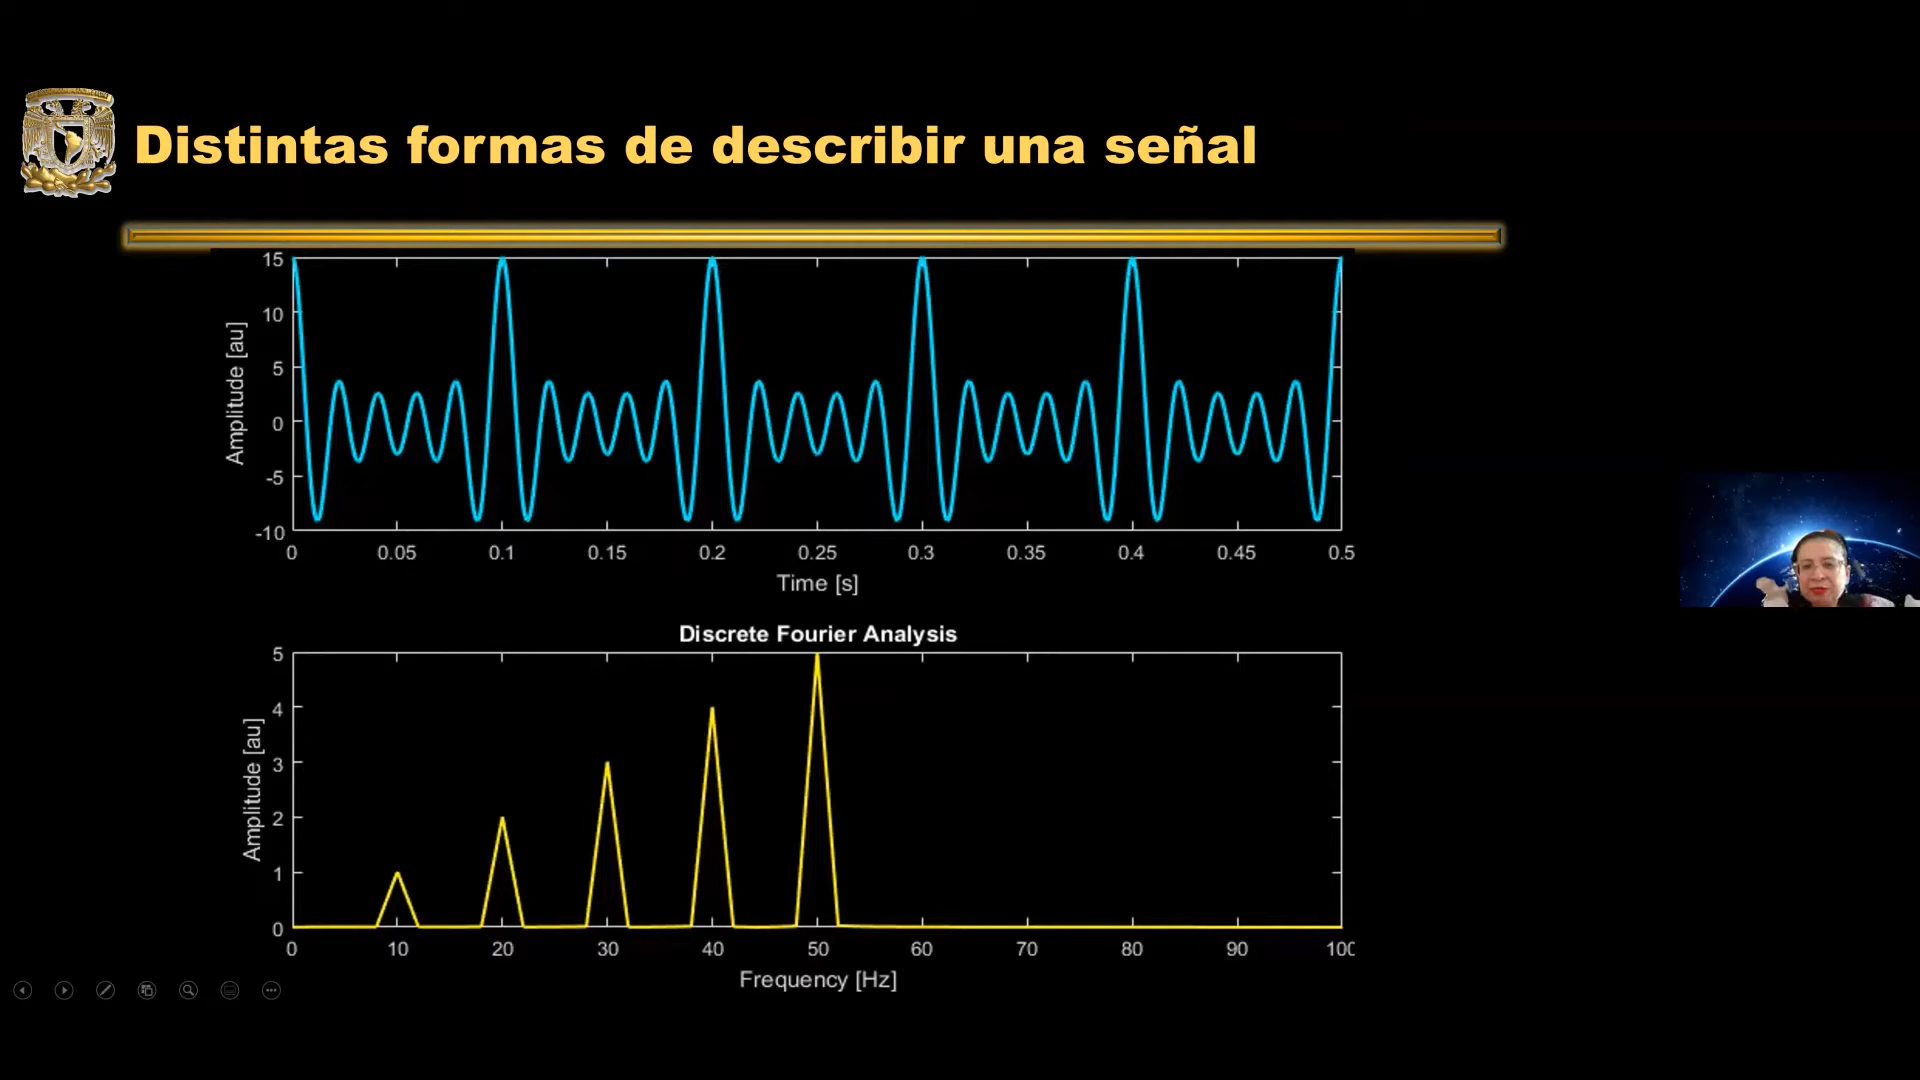 Distintas formas de describir una señal
15
10
5
0
-5
-10
Amplitude [au]
0 0.05 0.1 0.15 0.2 0.25 0.3 0.35 0.4 0.45 0.5
Time [s]
Discrete Fourier Analysis
5
4
3
2
1
0
Amplitude [au]
0 10 20 30 40 50 60 70 80 90 100
Frequency [Hz]